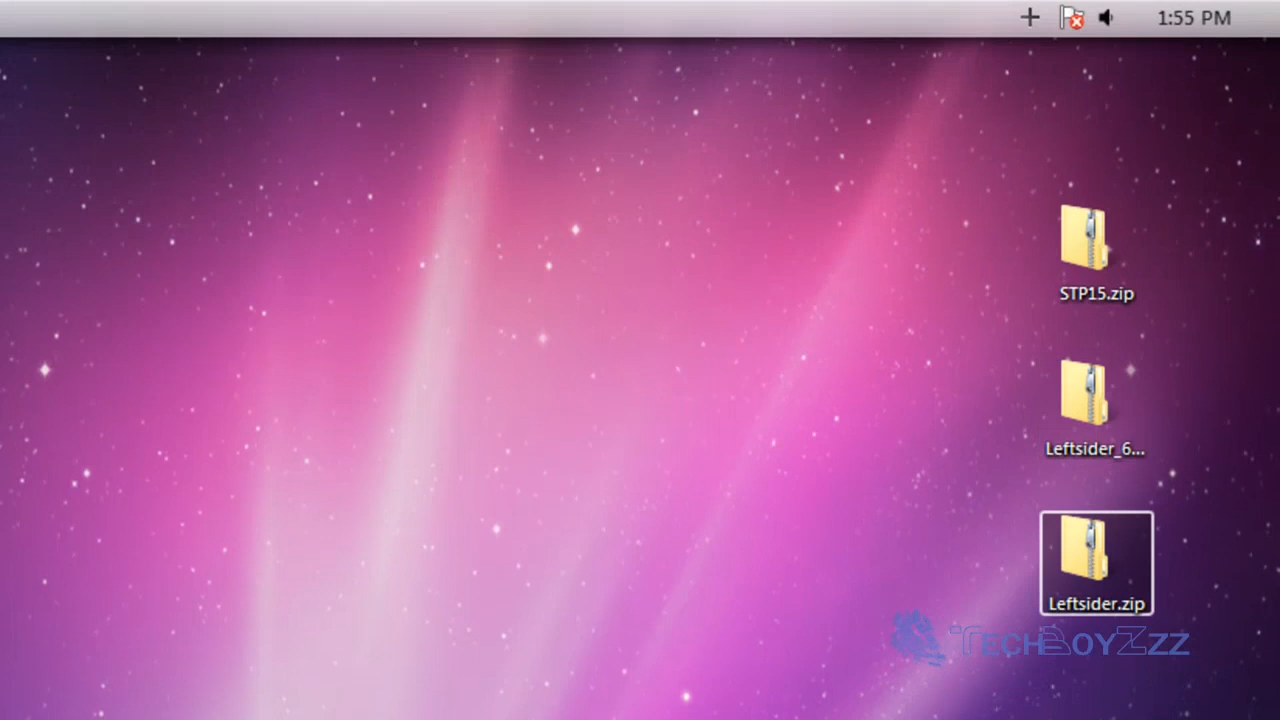 1:55 PM
STP15.zip
Leftsider_6...
Leftsider.zip
TECHBOYZZZ